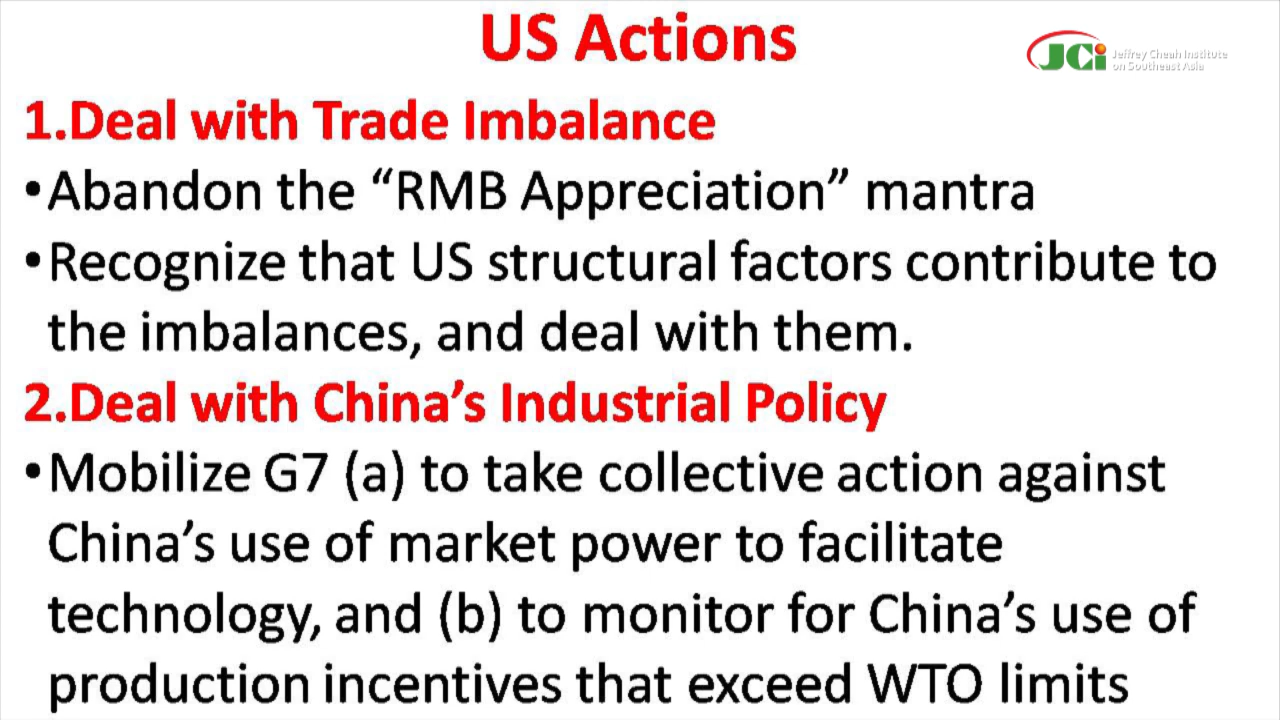 US Actions
JCi
Jeffrey Cheah Institute
on Southeast Asia
1.Deal with Trade Imbalance
•Abandon the “RMB Appreciation” mantra
•Recognize that US structural factors contribute to
the imbalances, and deal with them.
2.Deal with China’s Industrial Policy
•Mobilize G7 (a) to take collective action against
China’s use of market power to facilitate
technology, and (b) to monitor for China’s use of
production incentives that exceed WTO limits